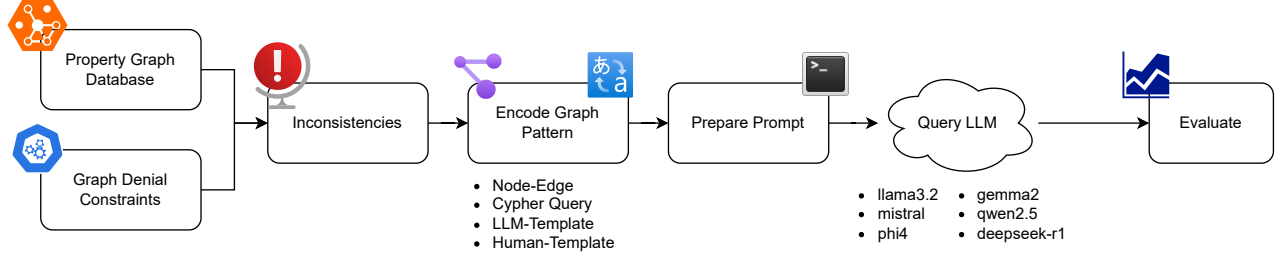 Property Graph
Database
Graph Denial
Constraints
Inconsistencies
Encode Graph
Pattern
あ
a
Node-Edge
Cypher Query
LLM-Template
Human-Template
>_
Prepare Prompt
Query LLM
llama3.2
mistral
phi4
gemma2
qwen2.5
deepseek-r1
Evaluate